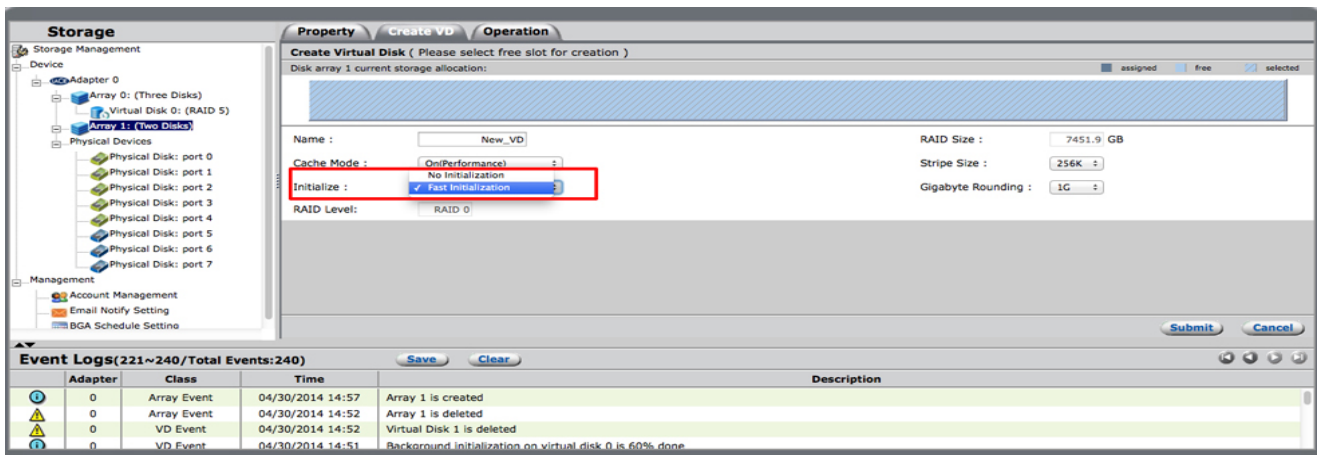 Storage
Property Create VD Operation
Storage Management
Device
Adapter 0
Array 0: (Three Disks)
Virtual Disk 0: (RAID 5)
Array 1: (Two Disks)
Physical Devices
Physical Disk: port 0
Physical Disk: port 1
Physical Disk: port 2
Physical Disk: port 3
Physical Disk: port 4
Physical Disk: port 5
Physical Disk: port 6
Physical Disk: port 7
Management
Account Management
Email Notify Setting
BGA Schedule Setting
Create Virtual Disk ( Please select free slot for creation )
Disk array 1 current storage allocation: assigned free selected
Name : New_VD RAID Size : 7451.9 GB
Cache Mode : On(Performance) Stripe Size : 256K
No Initialization
Initialize : ✓ Fast Initialization Gigabyte Rounding : 1G
RAID Level: RAID 0
Submit Cancel
Event Logs(221~240/Total Events:240) Save Clear
Adapter Class Time Description
0 Array Event 04/30/2014 14:57 Array 1 is created
0 Array Event 04/30/2014 14:52 Array 1 is deleted
0 VD Event 04/30/2014 14:52 Virtual Disk 1 is deleted
0 VD Event 04/30/2014 14:51 Background initialization on virtual disk 0 is 60% done